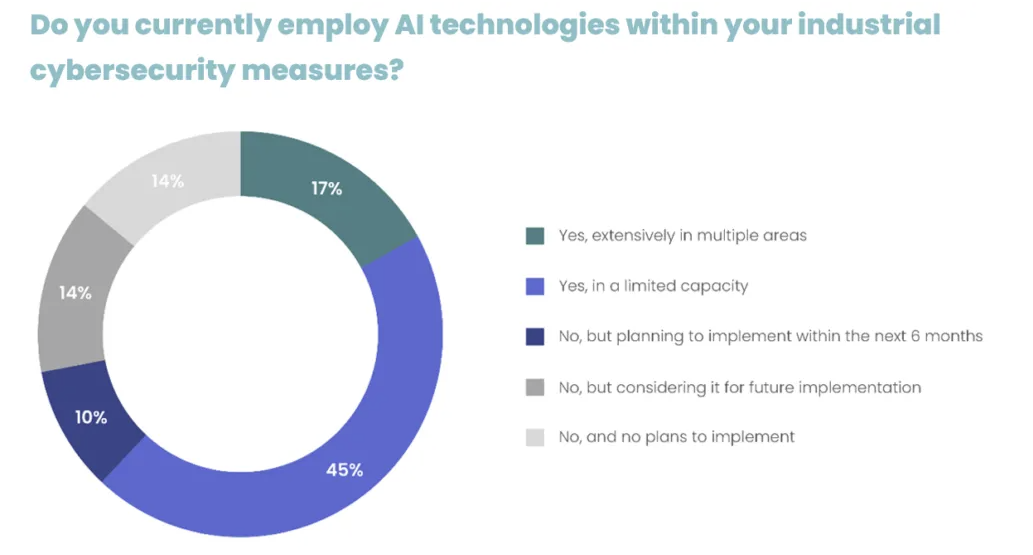 Do you currently employ AI technologies within your industrial
cybersecurity measures?
14%
17%
14%
10%
45%
Yes, extensively in multiple areas
Yes, in a limited capacity
No, but planning to implement within the next 6 months
No, but considering it for future implementation
No, and no plans to implement